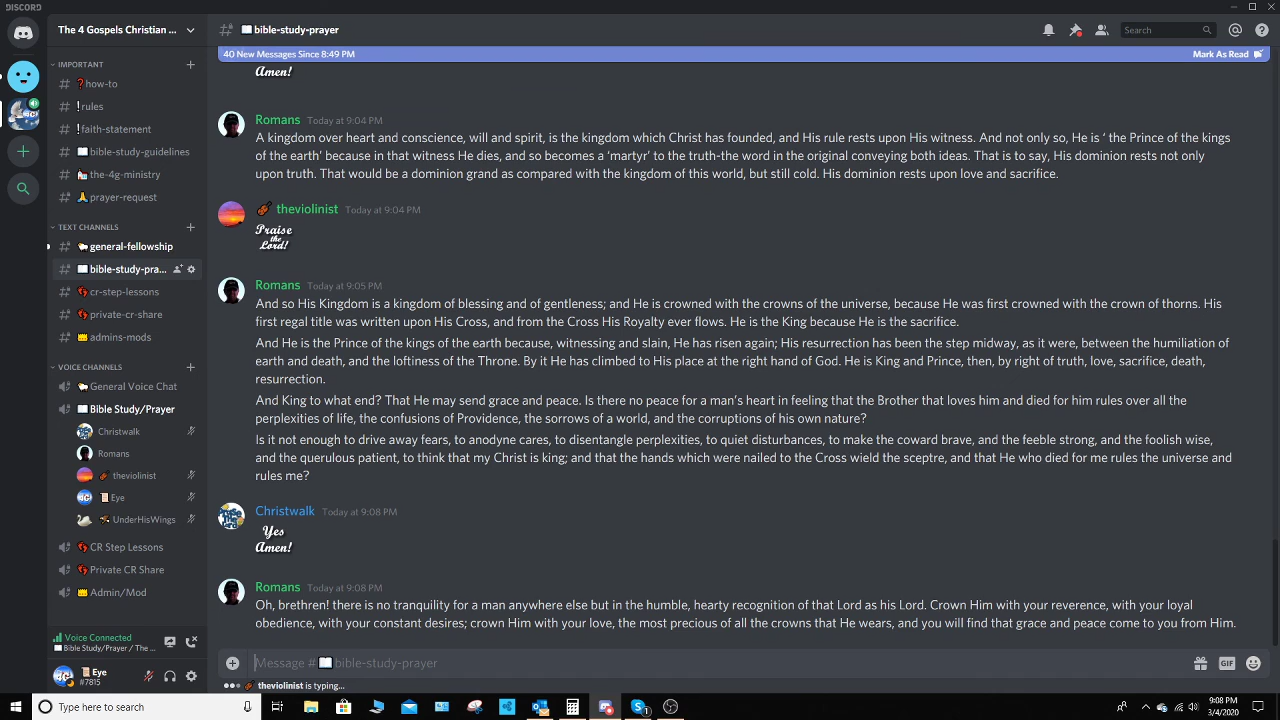 DISCORD
The 4 Gospels Christian ...
bible-study-prayer
Search
40 New Messages Since 8:49 PM
Mark As Read
IMPORTANT
how-to
rules
faith-statement
bible-study-guidelines
the-4g-ministry
prayer-request
TEXT CHANNELS
general-fellowship
bible-study-pra...
cr-step-lessons
private-cr-share
admins-mods
VOICE CHANNELS
General Voice Chat
Bible Study/Prayer
Christwalk
Romans
theviolinist
Eye
UnderHisWings
CR Step Lessons
Private CR Share
Admin/Mod
Voice Connected
Bible Study/Prayer / The ...
Eye
#7815
Amen!
Romans Today at 9:04 PM
A kingdom over heart and conscience, will and spirit, is the kingdom which Christ has founded, and His rule rests upon His witness. And not only so, He is ‘ the Prince of the kings
of the earth' because in that witness He dies, and so becomes a ‘martyr’ to the truth-the word in the original conveying both ideas. That is to say, His dominion rests not only
upon truth. That would be a dominion grand as compared with the kingdom of this world, but still cold. His dominion rests upon love and sacrifice.
theviolinist Today at 9:04 PM
Praise
the
Lord!
Romans Today at 9:05 PM
And so His Kingdom is a kingdom of blessing and of gentleness; and He is crowned with the crowns of the universe, because He was first crowned with the crown of thorns. His
first regal title was written upon His Cross, and from the Cross His Royalty ever flows. He is the King because He is the sacrifice.
And He is the Prince of the kings of the earth because, witnessing and slain, He has risen again; His resurrection has been the step midway, as it were, between the humiliation of
earth and death, and the loftiness of the Throne. By it He has climbed to His place at the right hand of God. He is King and Prince, then, by right of truth, love, sacrifice, death,
resurrection.
And King to what end? That He may send grace and peace. Is there no peace for a man’s heart in feeling that the Brother that loves him and died for him rules over all the
perplexities of life, the confusions of Providence, the sorrows of a world, and the corruptions of his own nature?
Is it not enough to drive away fears, to anodyne cares, to disentangle perplexities, to quiet disturbances, to make the coward brave, and the feeble strong, and the foolish wise,
and the querulous patient, to think that my Christ is king; and that the hands which were nailed to the Cross wield the sceptre, and that He who died for me rules the universe and
rules me?
Christwalk Today at 9:08 PM
Yes
Amen!
Romans Today at 9:08 PM
Oh, brethren! there is no tranquility for a man anywhere else but in the humble, hearty recognition of that Lord as his Lord. Crown Him with your reverence, with your loyal
obedience, with your constant desires; crown Him with your love, the most precious of all the crowns that He wears, and you will find that grace and peace come to you from Him.
Message # bible-study-prayer
GIF
theviolinist is typing...
Type here to search
9:08 PM
3/4/2020